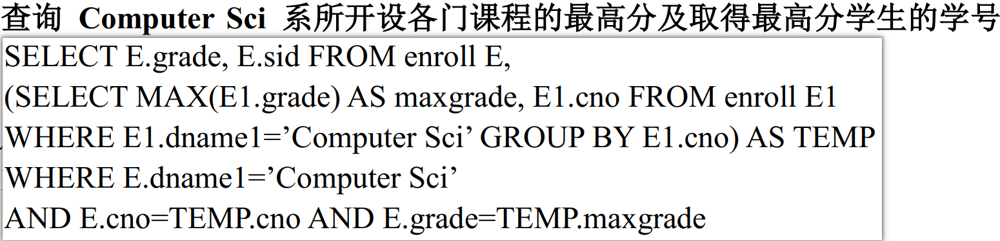 查询 Computer Sci 系所开设各门课程的最高分及取得最高分学生的学号
SELECT E.grade, E.sid FROM enroll E,
(SELECT MAX(E1.grade) AS maxgrade, E1.cno FROM enroll E1
WHERE E1.dname1=’Computer Sci’ GROUP BY E1.cno) AS TEMP
WHERE E.dname1=’Computer Sci’
AND E.cno=TEMP.cno AND E.grade=TEMP.maxgrade